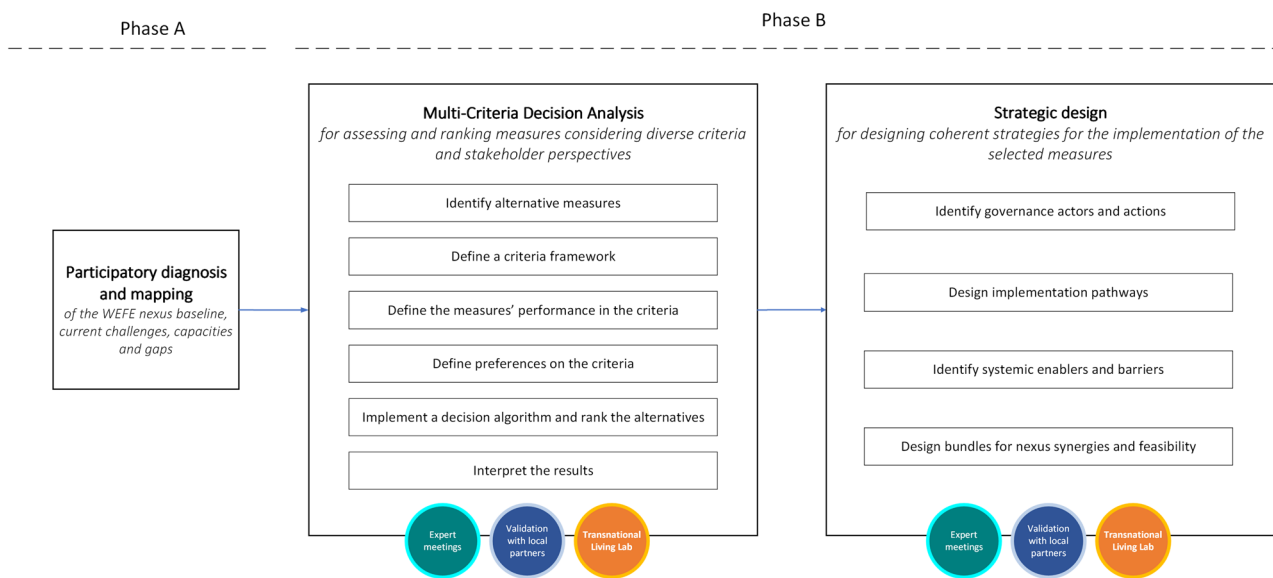 Phase A
Phase B
Participatory diagnosis
and mapping
of the WEFE nexus baseline,
current challenges, capacities
and gaps
Multi-Criteria Decision Analysis
for assessing and ranking measures considering diverse criteria
and stakeholder perspectives
Identify alternative measures
Define a criteria framework
Define the measures’ performance in the criteria
Define preferences on the criteria
Implement a decision algorithm and rank the alternatives
Interpret the results
Expert
meetings
Validation
with local
partners
Transnational
Living Lab
Strategic design
for designing coherent strategies for the implementation of the
selected measures
Identify governance actors and actions
Design implementation pathways
Identify systemic enablers and barriers
Design bundles for nexus synergies and feasibility
Expert
meetings
Validation
with local
partners
Transnational
Living Lab